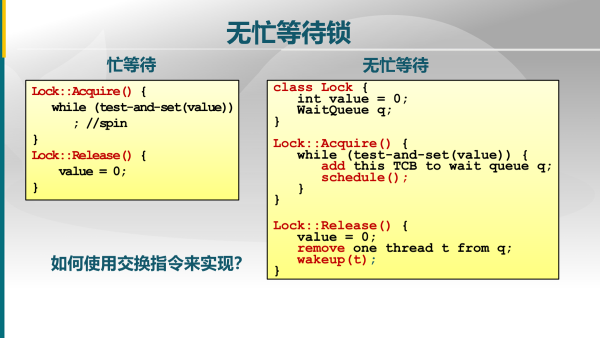 无忙等待锁
忙等待
Lock::Acquire() {
while (test-and-set(value))
; //spin
}
Lock::Release() {
value = 0;
}
如何使用交换指令来实现?
无忙等待
class Lock {
int value = 0;
WaitQueue q;
}
Lock::Acquire() {
while (test-and-set(value)) {
add this TCB to wait queue q;
schedule();
}
}
Lock::Release() {
value = 0;
remove one thread t from q;
wakeup(t);
}